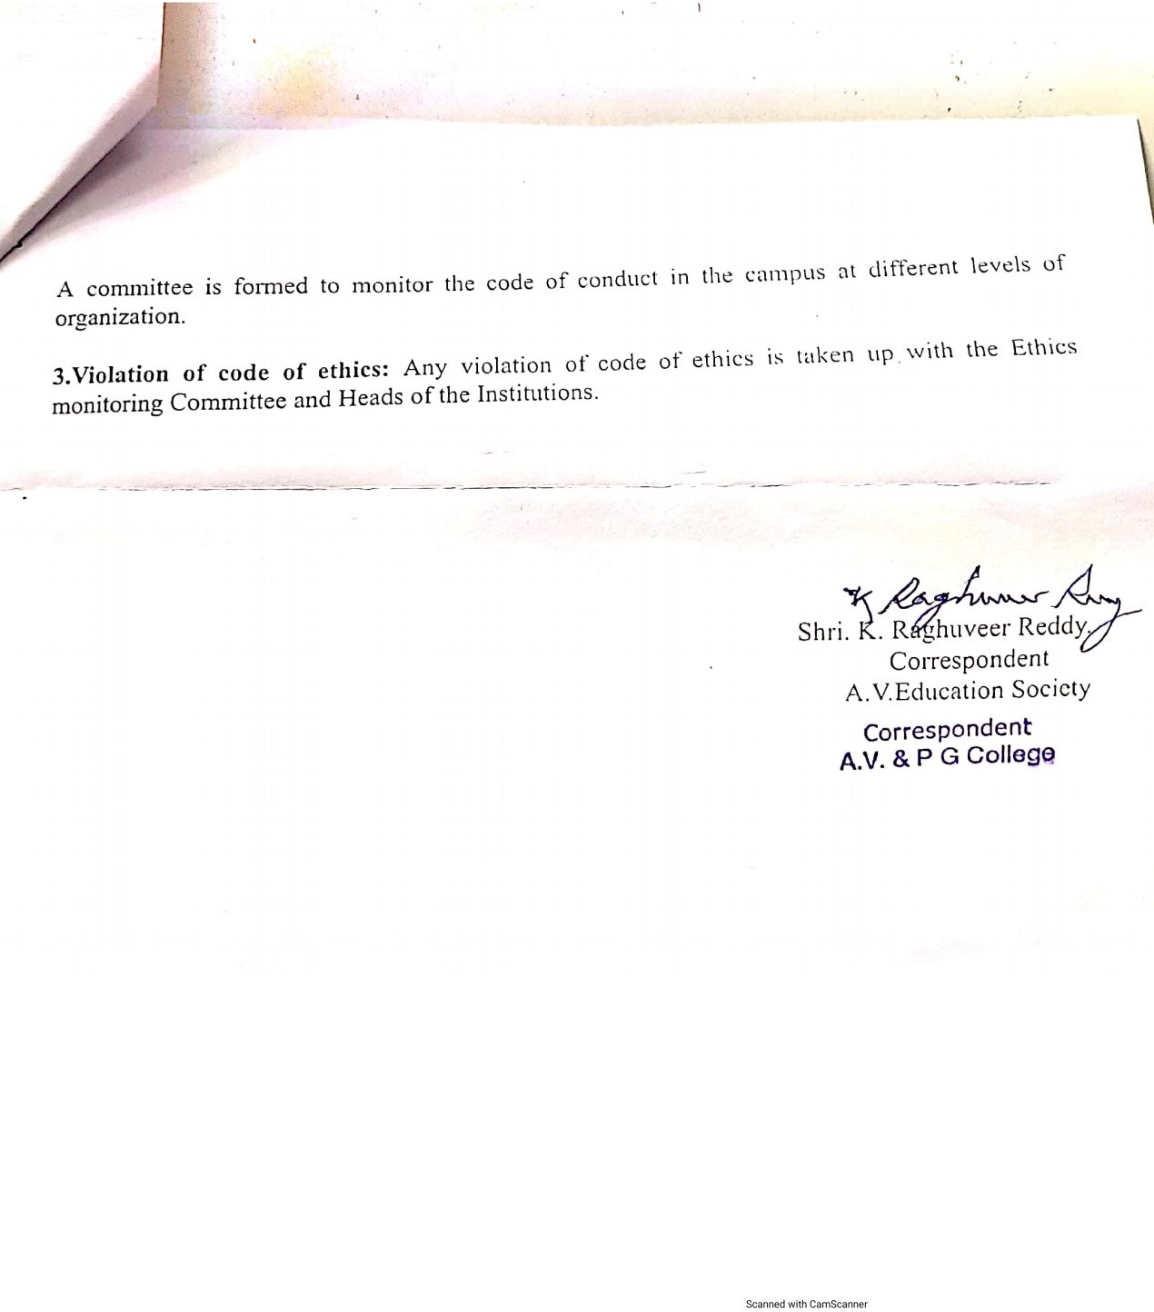 A committee is formed to monitor the code of conduct in the campus at different levels of
organization.
3.Violation of code of ethics: Any violation of code of ethics is taken up with the Ethics
monitoring Committee and Heads of the Institutions.
K Raghuveer Reddy
Shri. K. Raghuveer Reddy,
Correspondent
A.V.Education Society
Correspondent
A.V. & P G College
Scanned with CamScanner